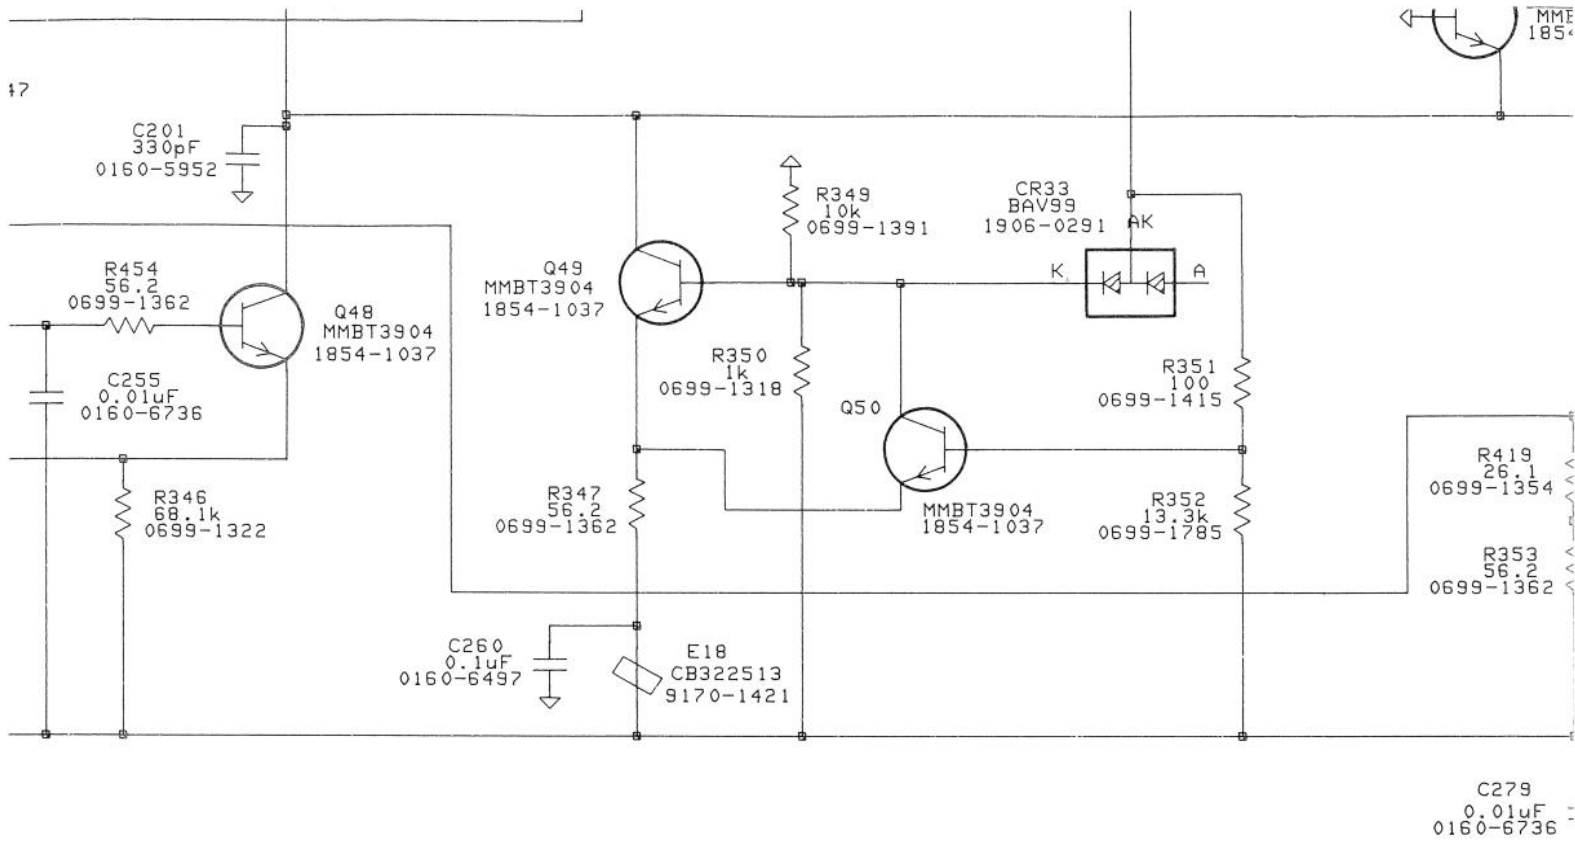 MME
185
47
C201
330pF
0160-5952
R349
10k
0699-1391
CR33
BAV99
1906-0291
AK
K
A
R454
56.2
0699-1362
Q49
MMBT3904
1854-1037
Q48
MMBT3904
1854-1037
R350
1k
0699-1318
R351
100
0699-1415
C255
0.01uF
0160-6736
Q50
MMBT3904
1854-1037
R346
68.1k
0699-1322
R347
56.2
0699-1362
R352
13.3k
0699-1785
R419
26.1
0699-1354
R353
56.2
0699-1362
C260
0.1uF
0160-6497
E18
CB322513
9170-1421
C279
0.01uF
0160-6736